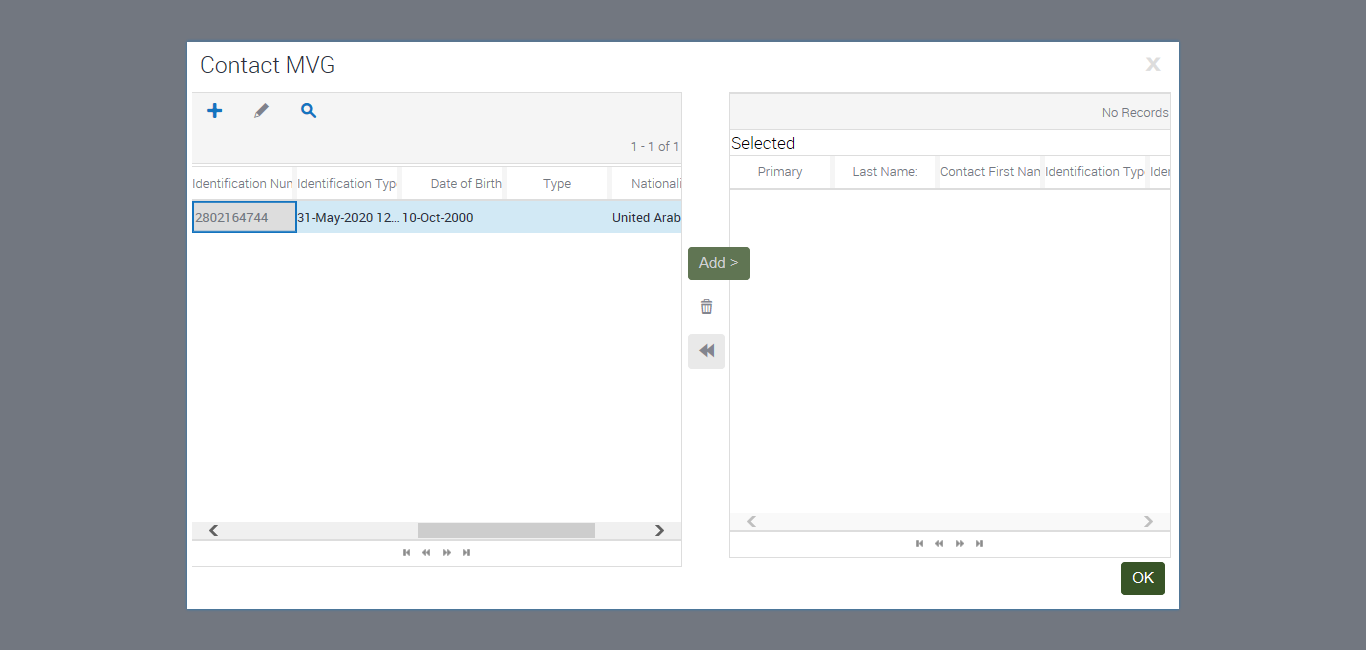 Contact MVG
X
No Records
1 - 1 of 1
Selected
Identification Nun Identification Typ Date of Birth Type Nationali
Primary Last Name: Contact First Nan Identification Typ Iden
2802164744 31-May-2020 12... 10-Oct-2000 United Arab
Add >
OK